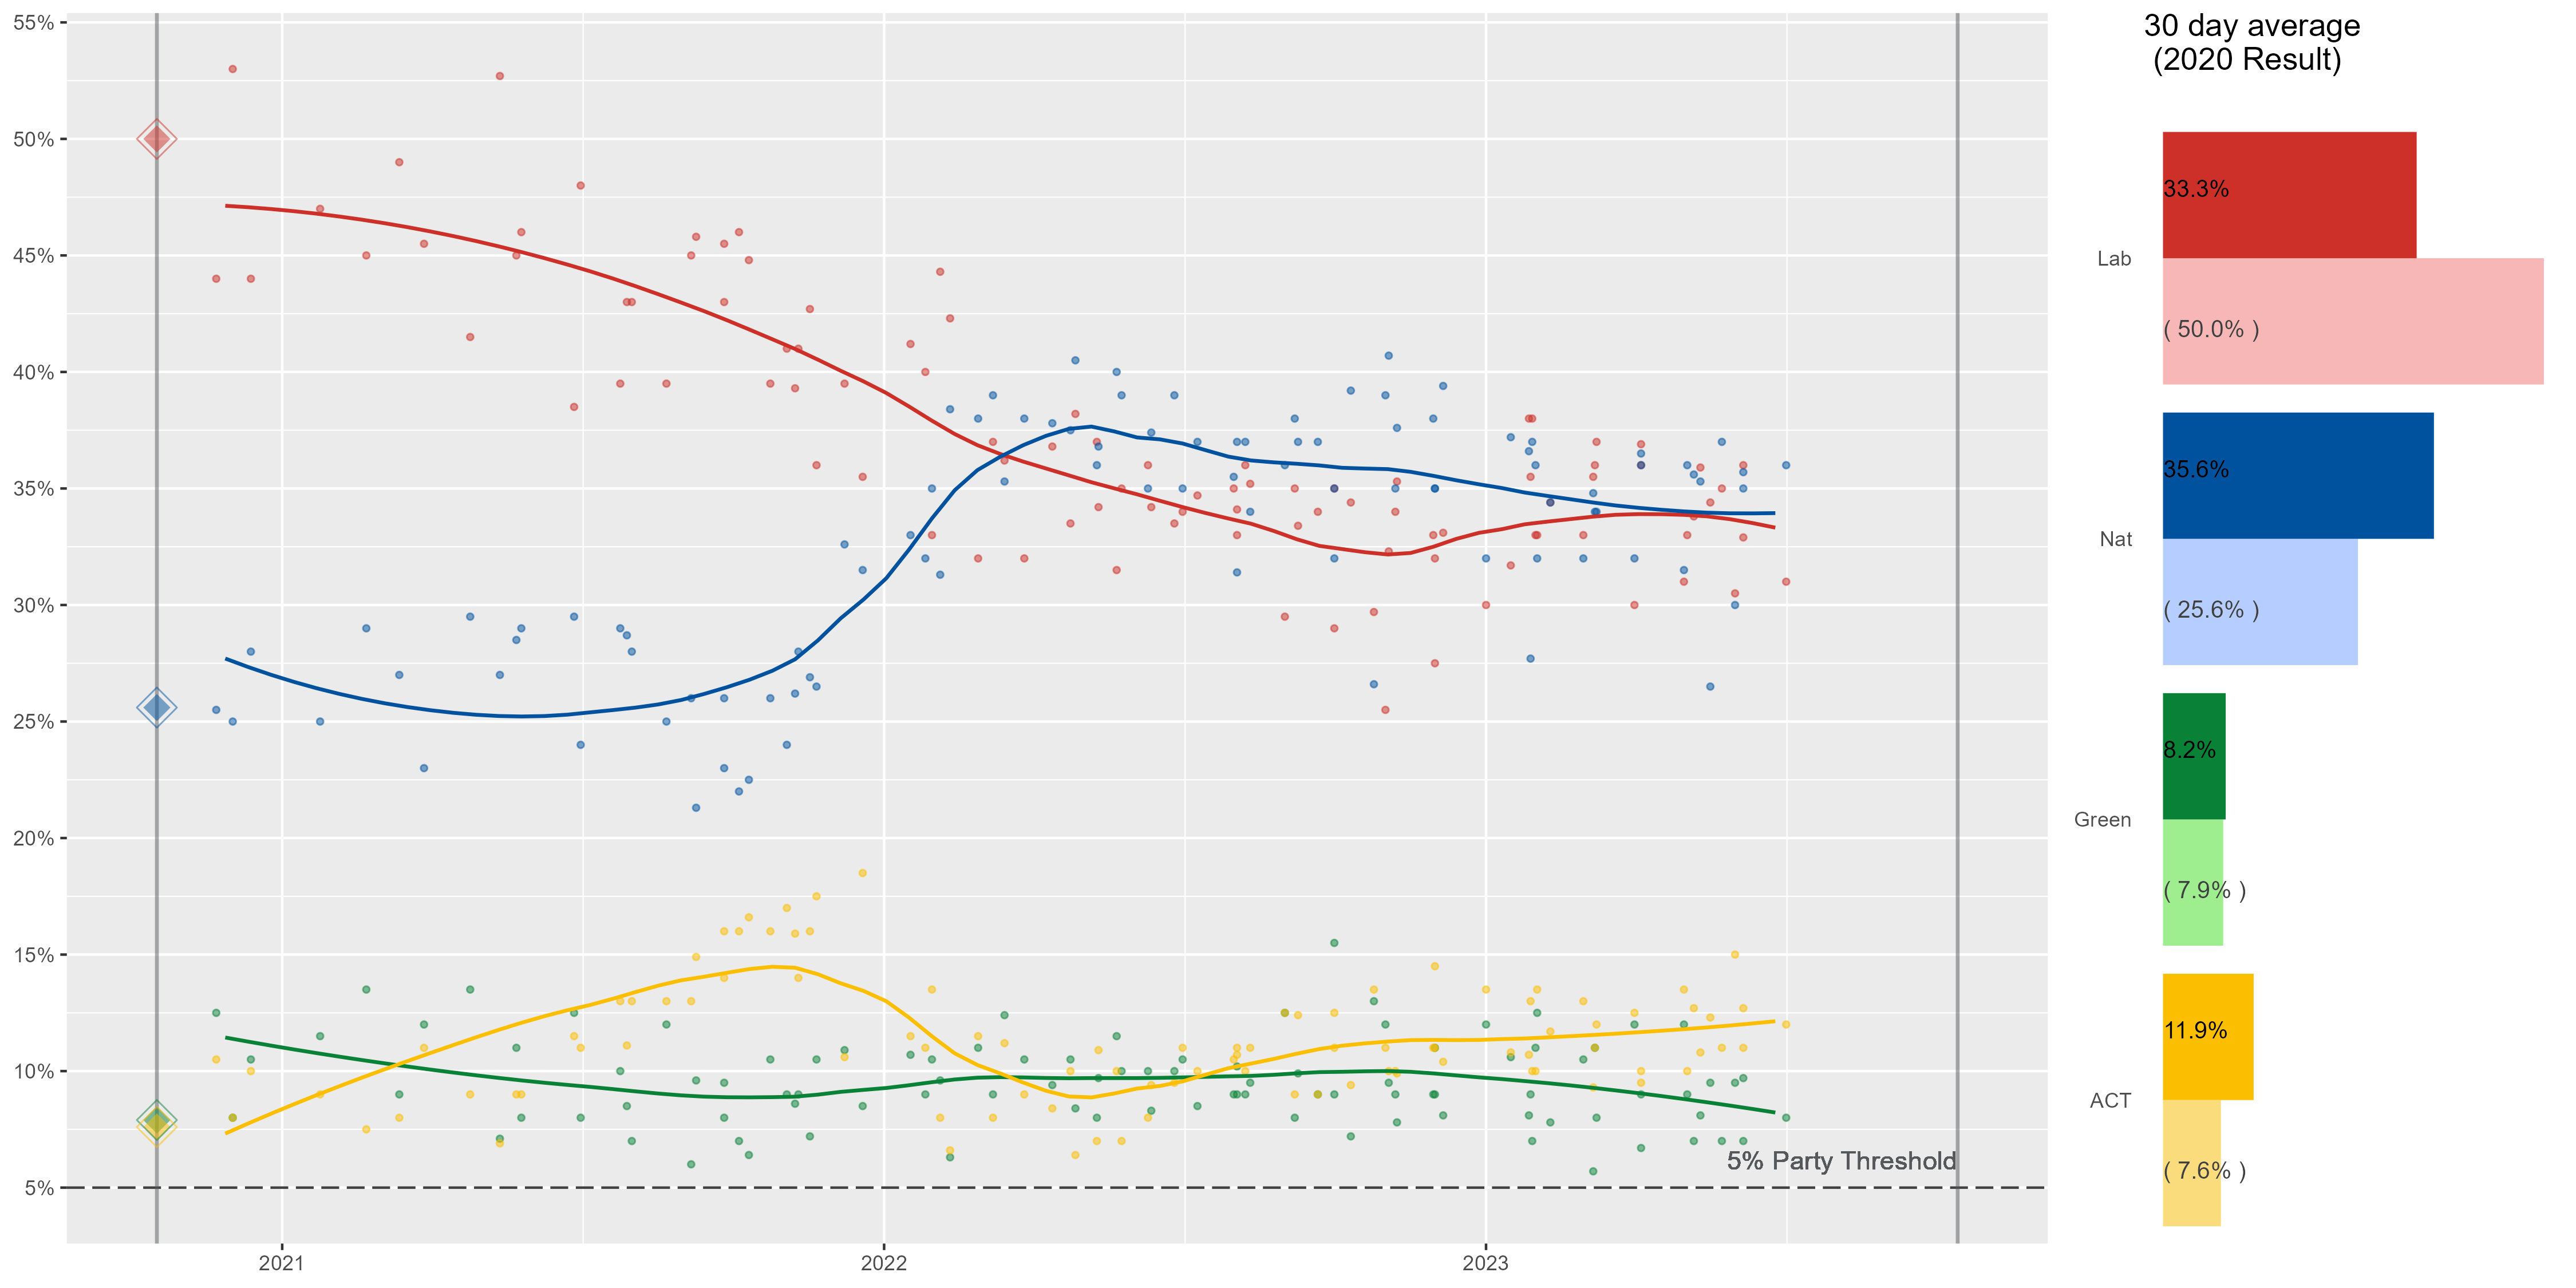 55%
50%
45%
40%
35%
30%
25%
20%
15%
10%
5%
5% Party Threshold
2021
2022
2023
30 day average
(2020 Result)
Lab
33.3%
( 50.0% )
Nat
35.6%
( 25.6% )
Green
8.2%
( 7.9% )
ACT
11.9%
( 7.6% )